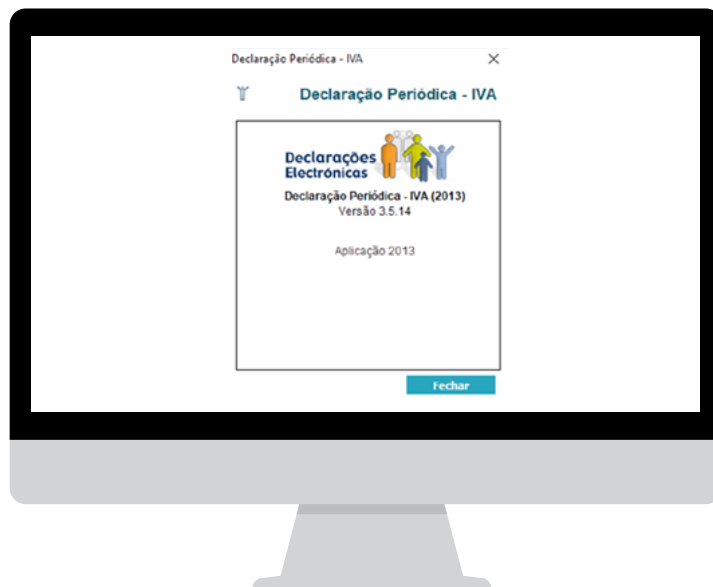 Declaração Periódica - IVA
Declaração Periódica - IVA
Declarações
Electrónicas
Declaração Periódica - IVA (2013)
Versão 3.5.14
Aplicação 2013
Fechar